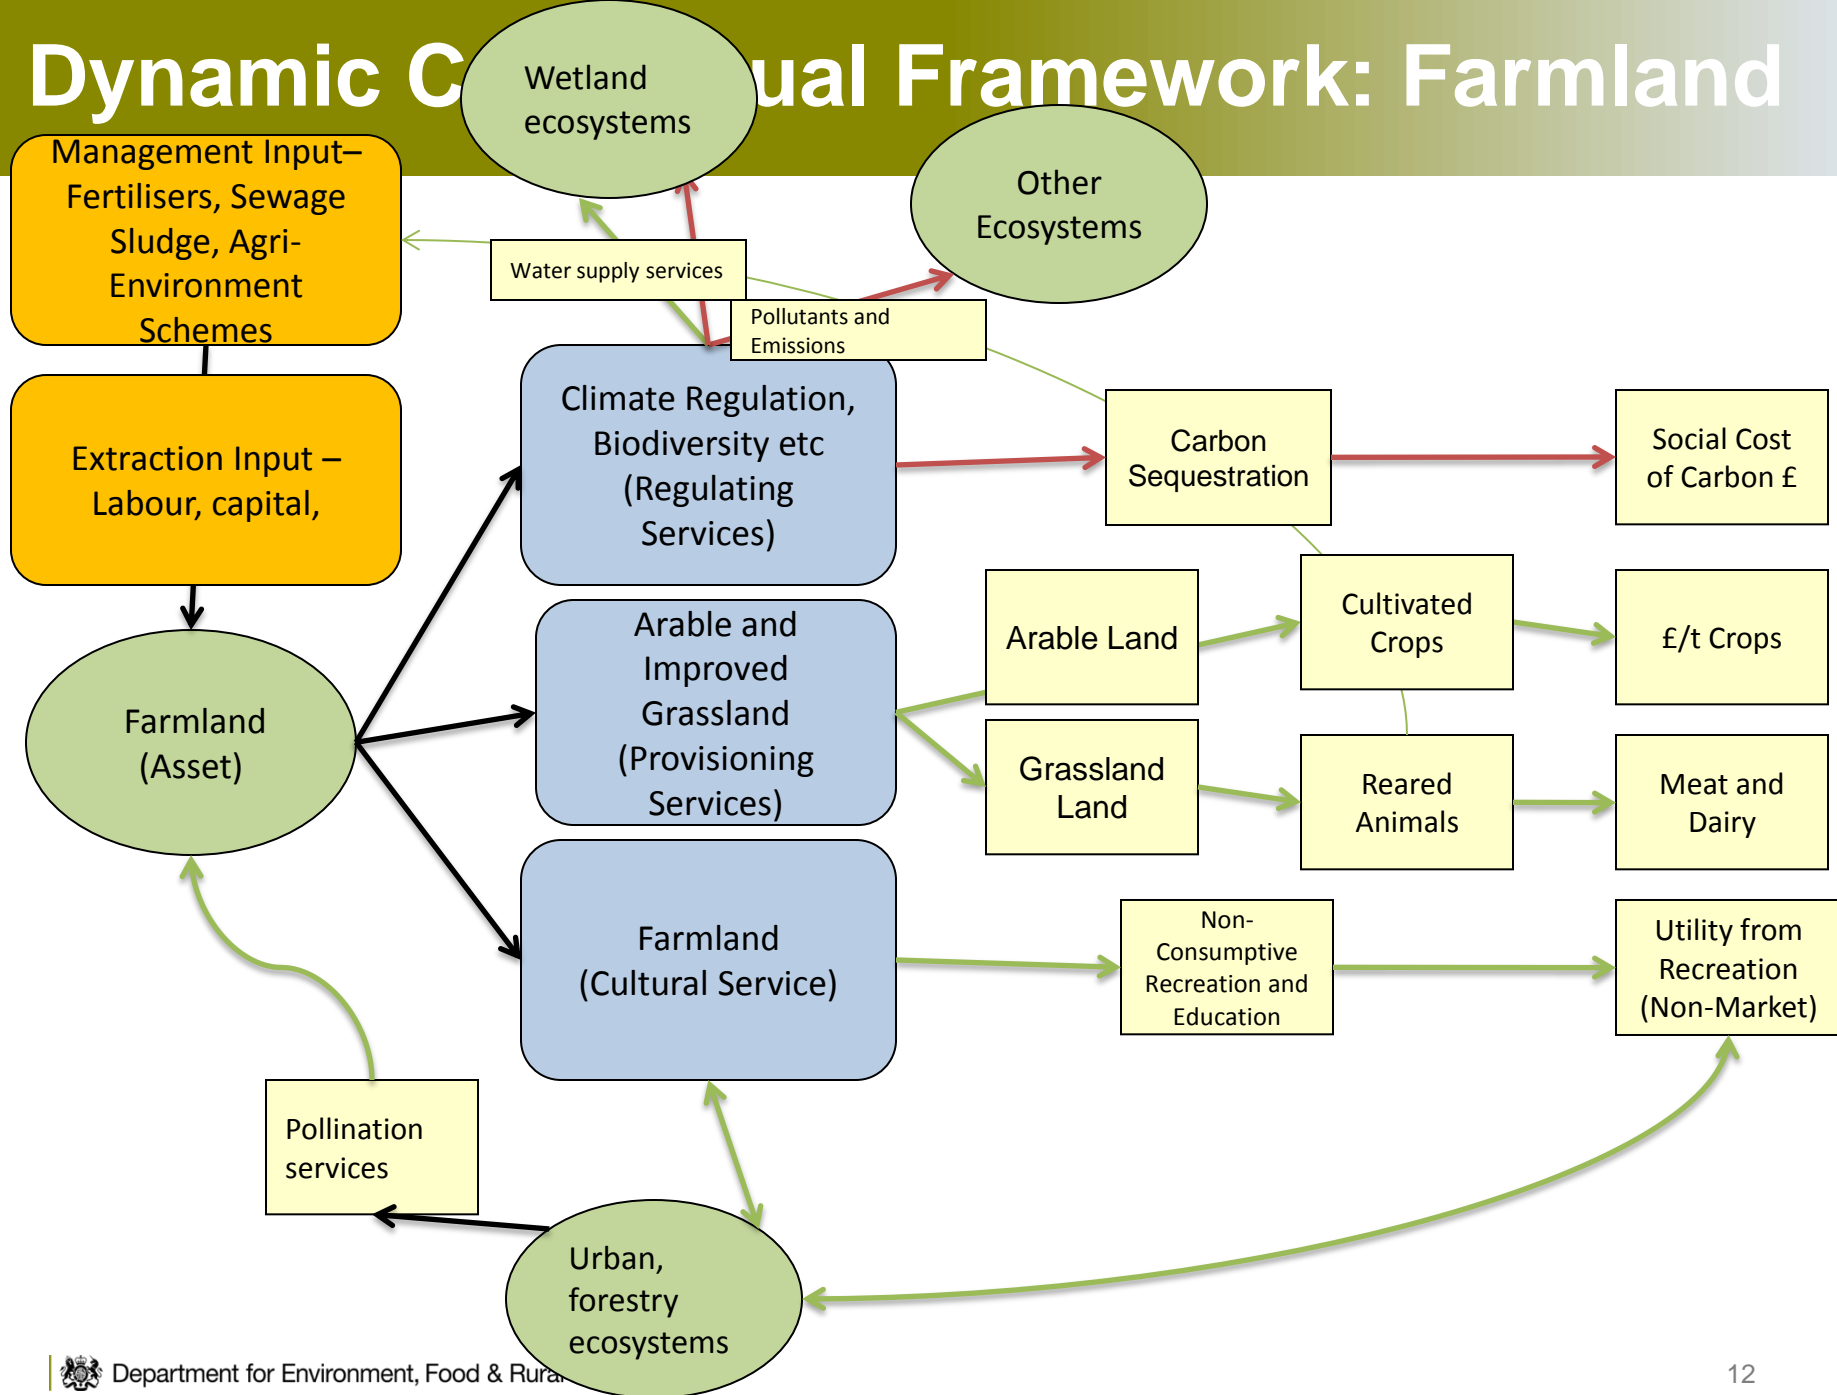 Dynamic C ual Framework: Farmland
Wetland
ecosystems
Other
Ecosystems
Management Input–
Fertilisers, Sewage
Sludge, Agri-
Environment
Schemes
Water supply services
Pollutants and
Emissions
Extraction Input –
Labour, capital,
Climate Regulation,
Biodiversity etc
(Regulating
Services)
Carbon
Sequestration
Social Cost
of Carbon £
Farmland
(Asset)
Arable and
Improved
Grassland
(Provisioning
Services)
Arable Land
Cultivated
Crops
£/t Crops
Grassland
Land
Reared
Animals
Meat and
Dairy
Farmland
(Cultural Service)
Non-
Consumptive
Recreation and
Education
Utility from
Recreation
(Non-Market)
Pollination
services
Urban,
forestry
ecosystems
Department for Environment, Food & Rural
12